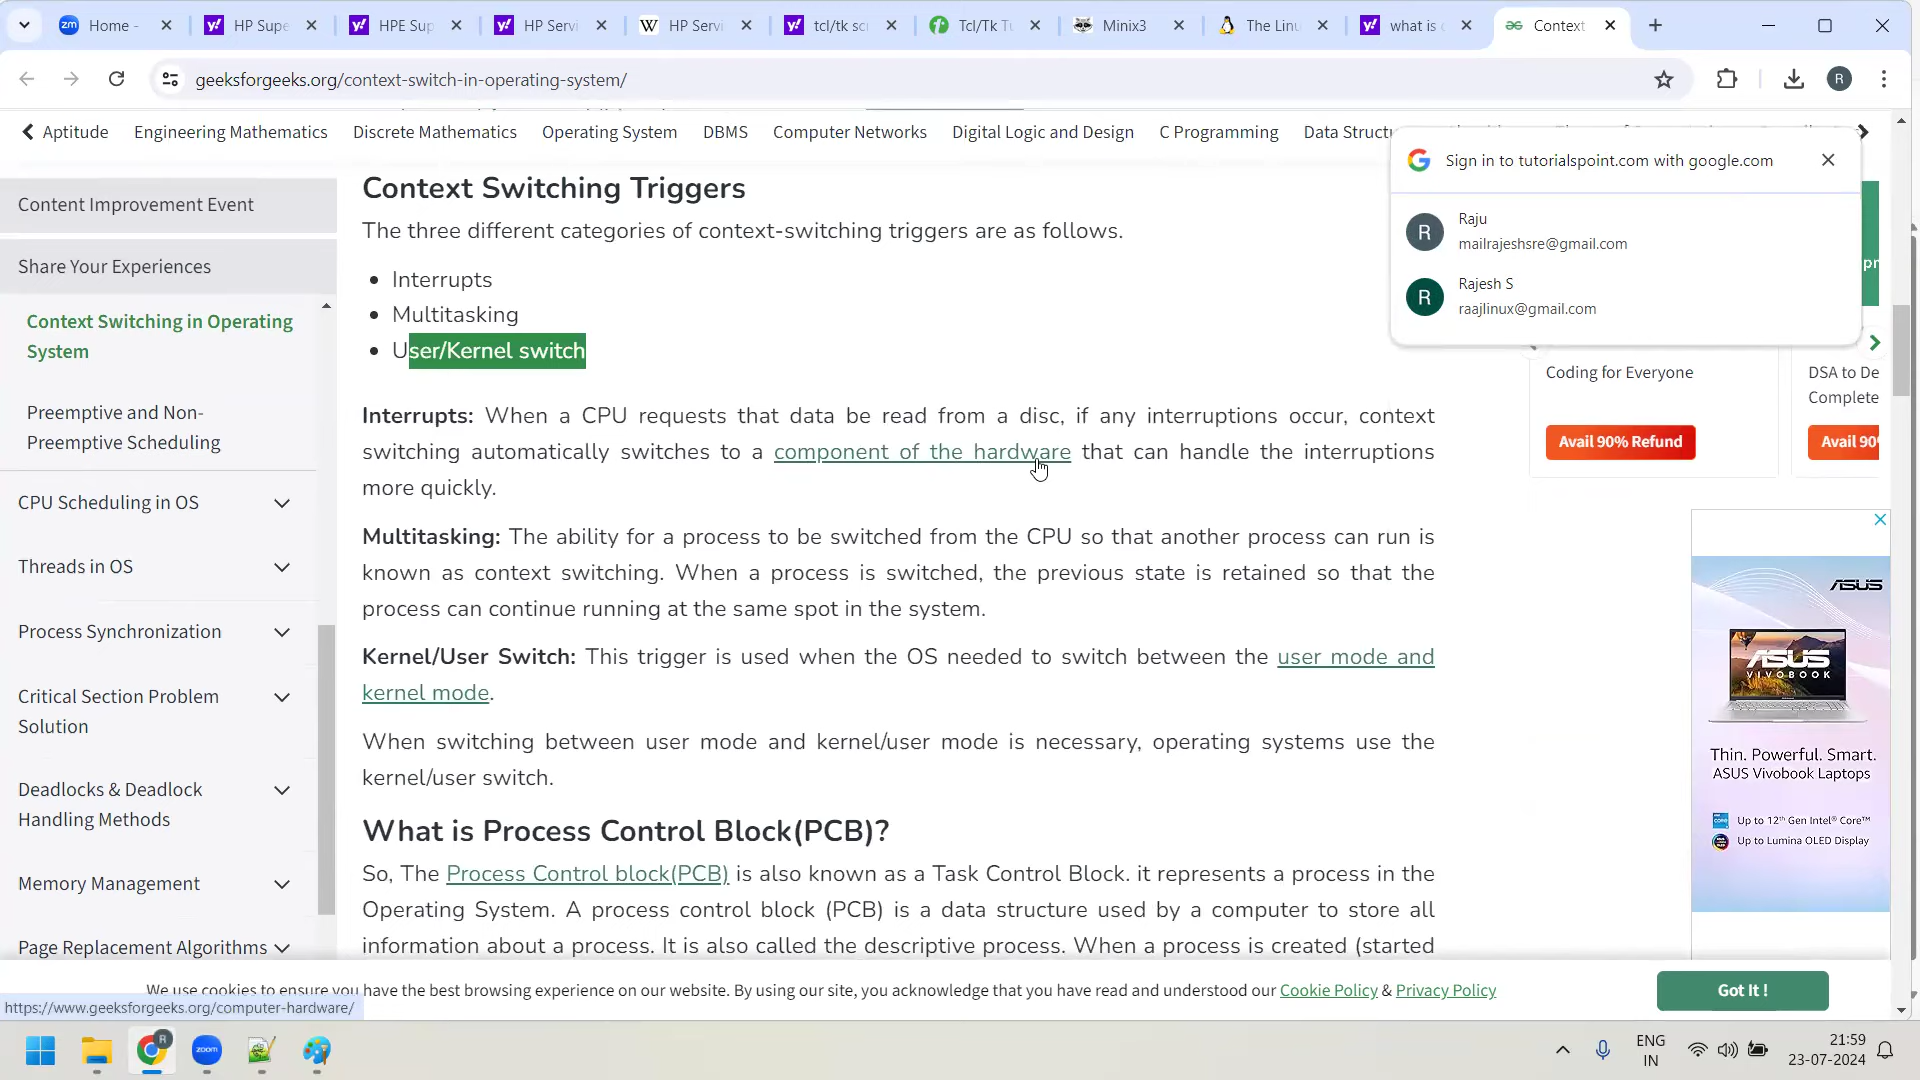 Home -
HP Supe
HPE Sup
HP Servi
HP Servi
tcl/tk sc
Tcl/Tk Tu
Minix3
The Linu
what is c
Context
geeksforgeeks.org/context-switch-in-operating-system/
R
Aptitude
Engineering Mathematics
Discrete Mathematics
Operating System
DBMS
Computer Networks
Digital Logic and Design
C Programming
Data Structu
Sign in to tutorialspoint.com with google.com
R
Raju
mailrajeshsre@gmail.com
R
Rajesh S
raajlinux@gmail.com
Content Improvement Event
Share Your Experiences
Context Switching in Operating
System
Preemptive and Non-
Preemptive Scheduling
CPU Scheduling in OS
Threads in OS
Process Synchronization
Critical Section Problem
Solution
Deadlocks & Deadlock
Handling Methods
Memory Management
Page Replacement Algorithms
Context Switching Triggers
The three different categories of context-switching triggers are as follows.
• Interrupts
• Multitasking
• User/Kernel switch
Interrupts: When a CPU requests that data be read from a disc, if any interruptions occur, context
switching automatically switches to a component of the hardware that can handle the interruptions
more quickly.
Multitasking: The ability for a process to be switched from the CPU so that another process can run is
known as context switching. When a process is switched, the previous state is retained so that the
process can continue running at the same spot in the system.
Kernel/User Switch: This trigger is used when the OS needed to switch between the user mode and
kernel mode.
When switching between user mode and kernel/user mode is necessary, operating systems use the
kernel/user switch.
What is Process Control Block(PCB)?
So, The Process Control block(PCB) is also known as a Task Control Block. it represents a process in the
Operating System. A process control block (PCB) is a data structure used by a computer to store all
information about a process. It is also called the descriptive process. When a process is created (started
Coding for Everyone
Avail 90% Refund
DSA to De
Complete
Avail 90%
ASUS
ASUS
VIVOBOOK
Thin. Powerful. Smart.
ASUS Vivobook Laptops
Up to 12th Gen Intel® Core™
Up to Lumina OLED Display
We use cookies to ensure you have the best browsing experience on our website. By using our site, you acknowledge that you have read and understood our Cookie Policy & Privacy Policy
Got It !
https://www.geeksforgeeks.org/computer-hardware/
zoom
ENG
IN
21:59
23-07-2024